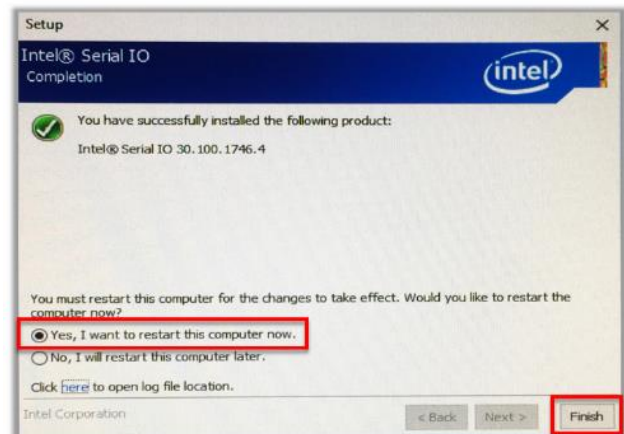 Setup
Intel® Serial IO
Completion
intel
You have successfully installed the following product:
Intel® Serial IO 30.100.1746.4
You must restart this computer for the changes to take effect. Would you like to restart the
computer now?
Yes, I want to restart this computer now.
No, I will restart this computer later.
Click here to open log file location.
Intel Corporation
< Back Next > Finish